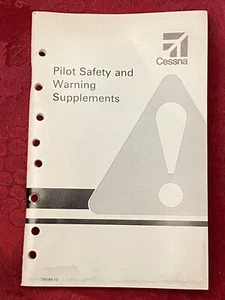 Cessna
Pilot Safety and
Warning
Supplements